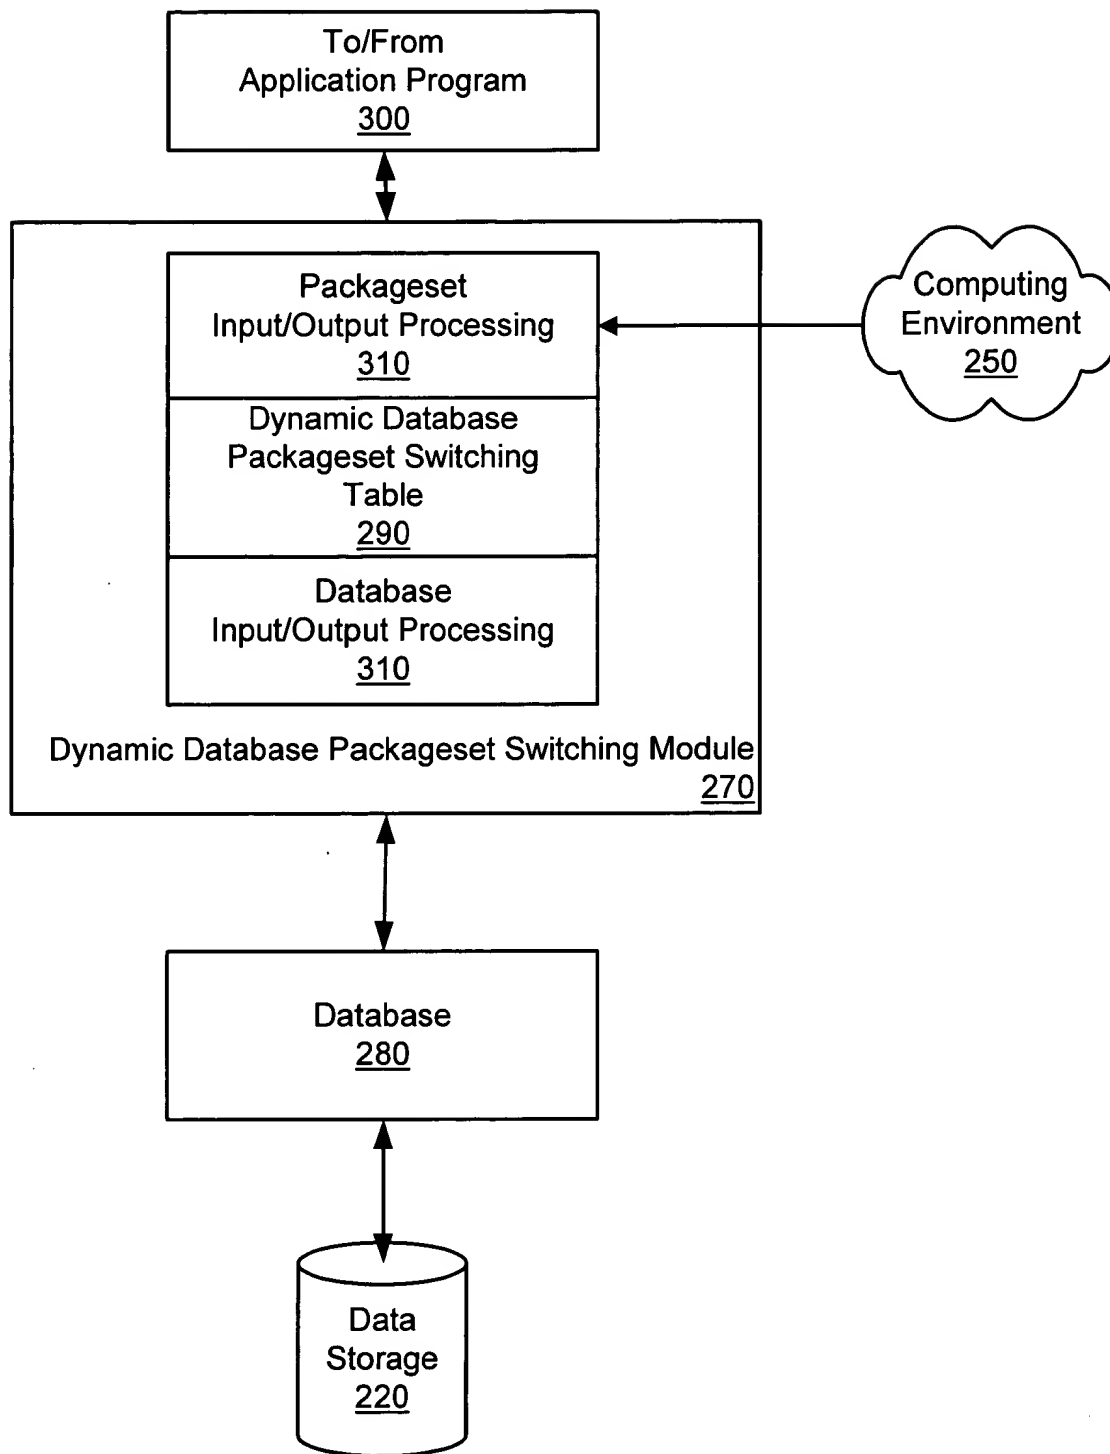 To/From
Application Program
300
Packageset
Input/Output Processing
310
Computing
Environment
250
Dynamic Database
Packageset Switching
Table
290
Database
Input/Output Processing
310
Dynamic Database Packageset Switching Module
270
Database
280
Data
Storage
220